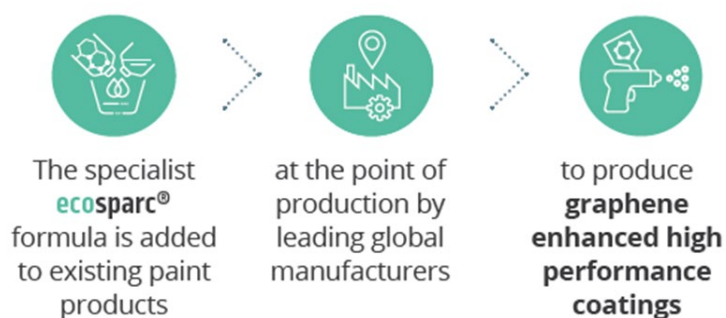 The specialist
ecosparc®
formula is added
to existing paint
products
at the point of
production by
leading global
manufacturers
to produce
graphene
enhanced high
performance
coatings